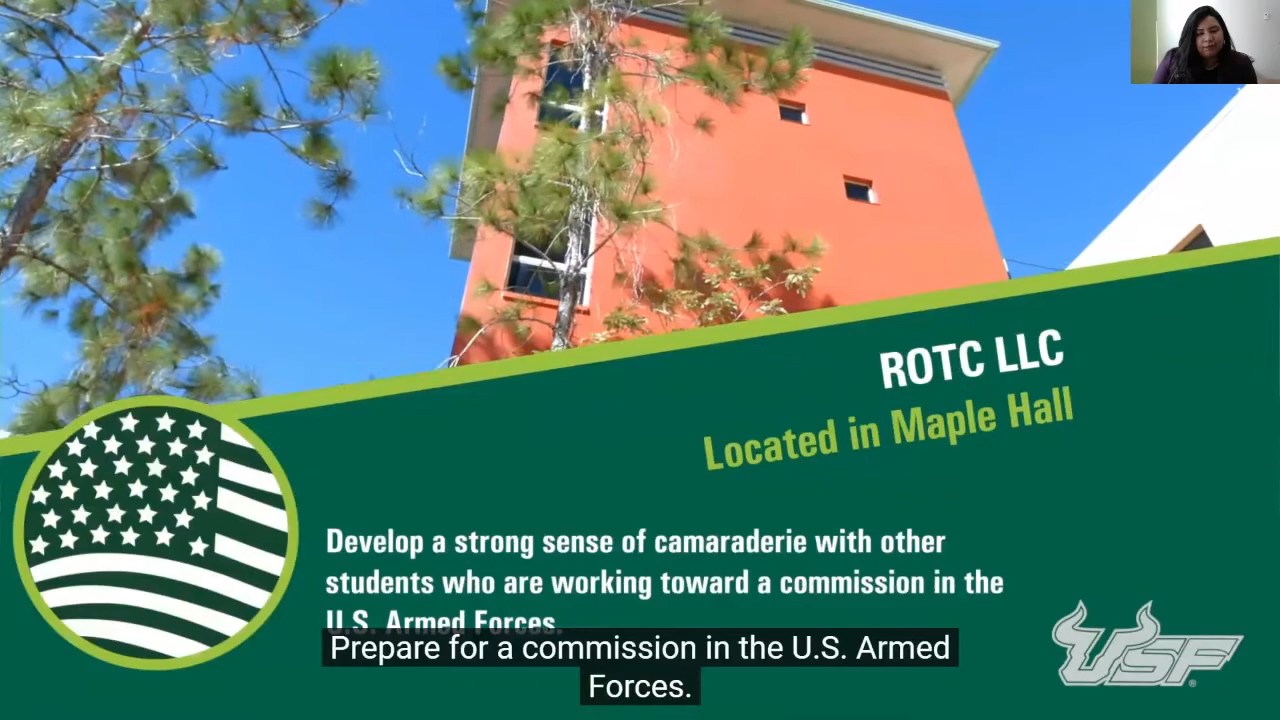 ROTC LLC
Located in Maple Hall
Develop a strong sense of camaraderie with other
students who are working toward a commission in the
U.S. Armed Forces.
Prepare for a commission in the U.S. Armed
Forces.
USF